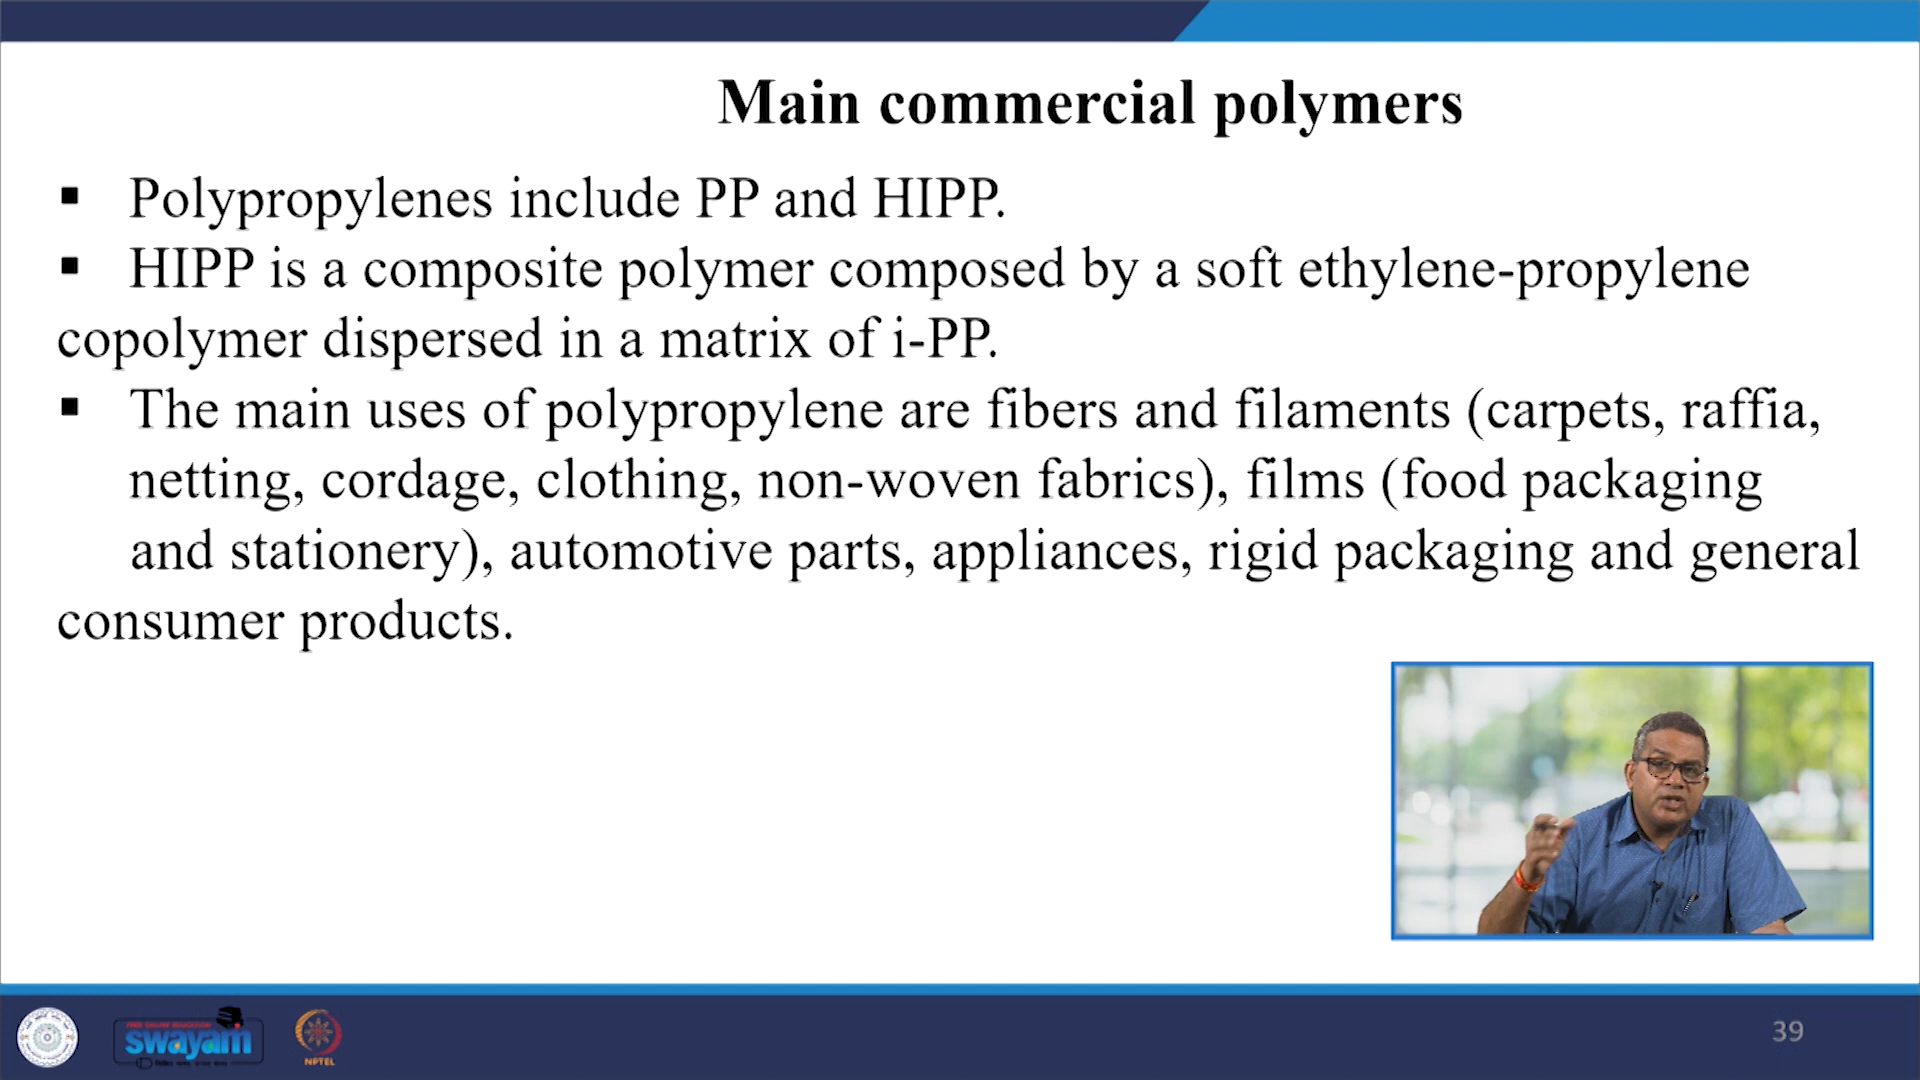 Main commercial polymers
▪ Polypropylenes include PP and HIPP.
▪ HIPP is a composite polymer composed by a soft ethylene-propylene
copolymer dispersed in a matrix of i-PP.
▪ The main uses of polypropylene are fibers and filaments (carpets, raffia,
netting, cordage, clothing, non-woven fabrics), films (food packaging
and stationery), automotive parts, appliances, rigid packaging and general
consumer products.
FREE ONLINE EDUCATION
swayam
NPTEL
39